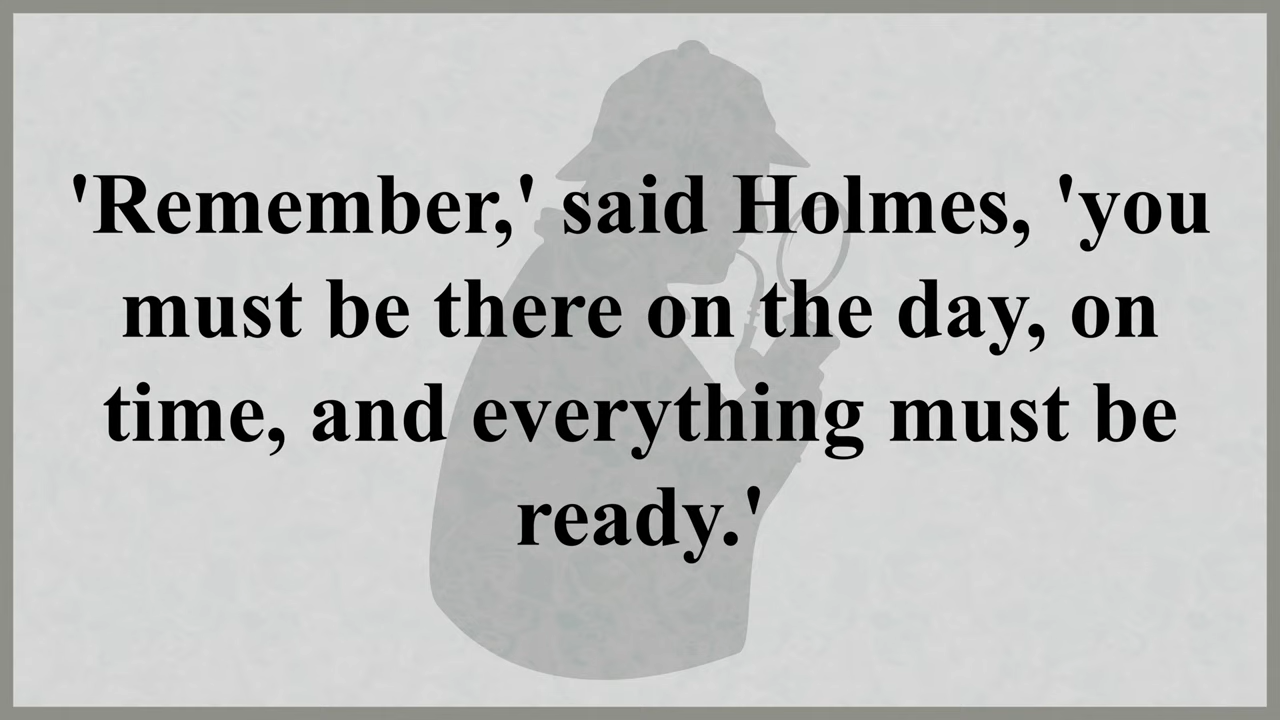 'Remember,' said Holmes, 'you
must be there on the day, on
time, and everything must be
ready.'